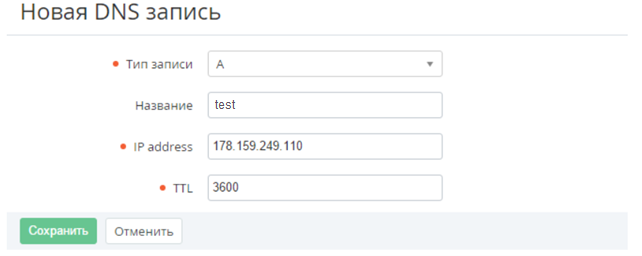 Новая DNS запись
Тип записи A
Название test
IP address 178.159.249.110
TTL 3600
Сохранить Отменить